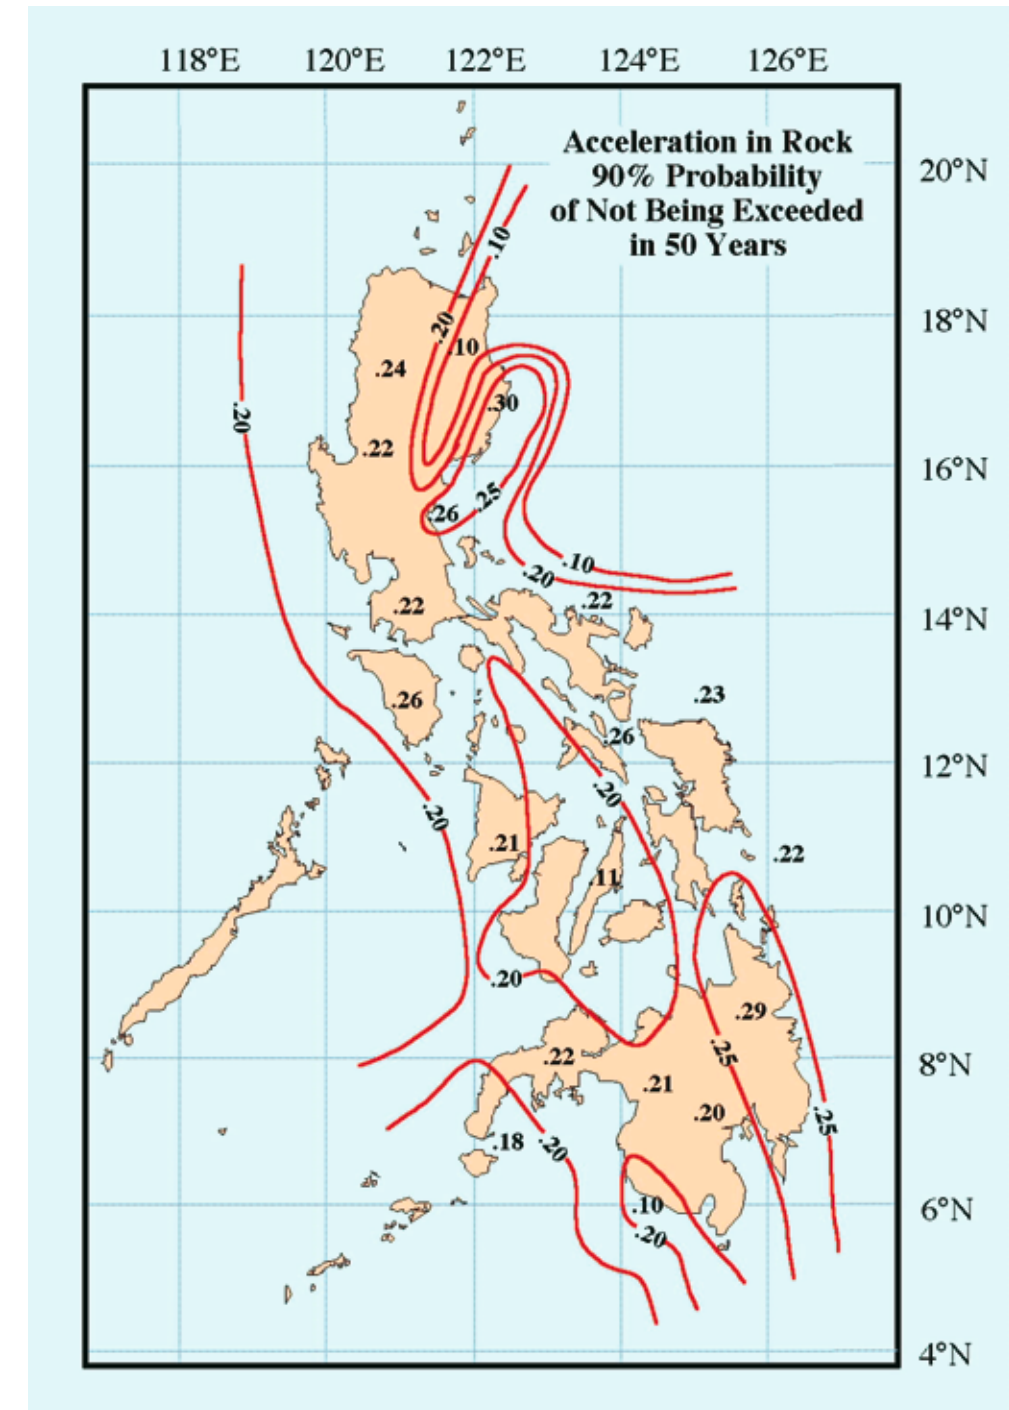 118°E 120°E 122°E 124°E 126°E
Acceleration in Rock
90% Probability
of Not Being Exceeded
in 50 Years
20°N
.10
18°N
.20
.10
.24
.30
.20
.22
16°N
.25
.26
.10
.20
.22
.22
14°N
.23
.26
.26
12°N
.20
.20
.21
.22
.11
10°N
.20
.29
.25
.22
8°N
.21
.20
.25
.18
.20
.10
6°N
.20
4°N